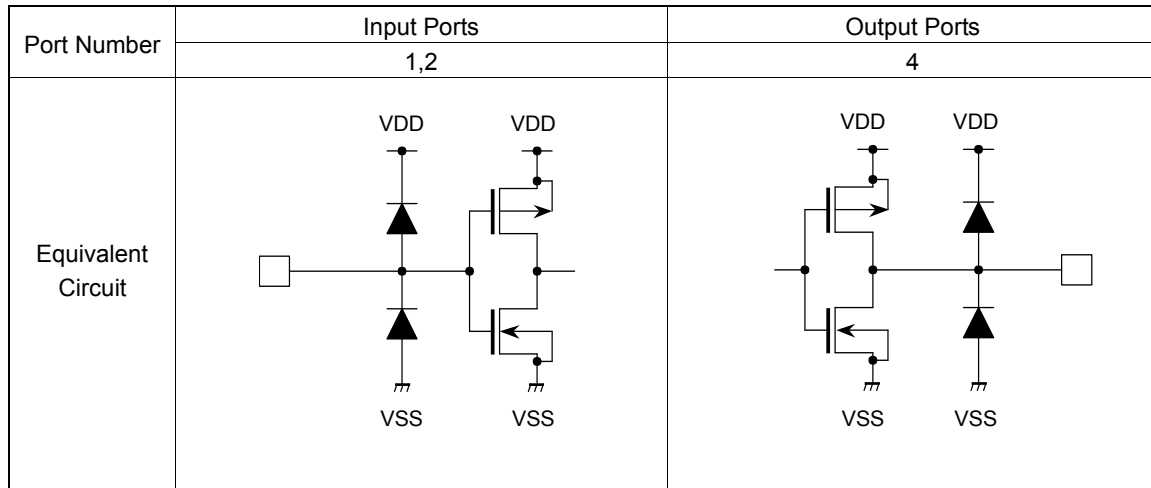 Port Number
Input Ports
Output Ports
1,2
4
Equivalent
Circuit
VDD
VDD
VSS
VSS
VDD
VDD
VSS
VSS